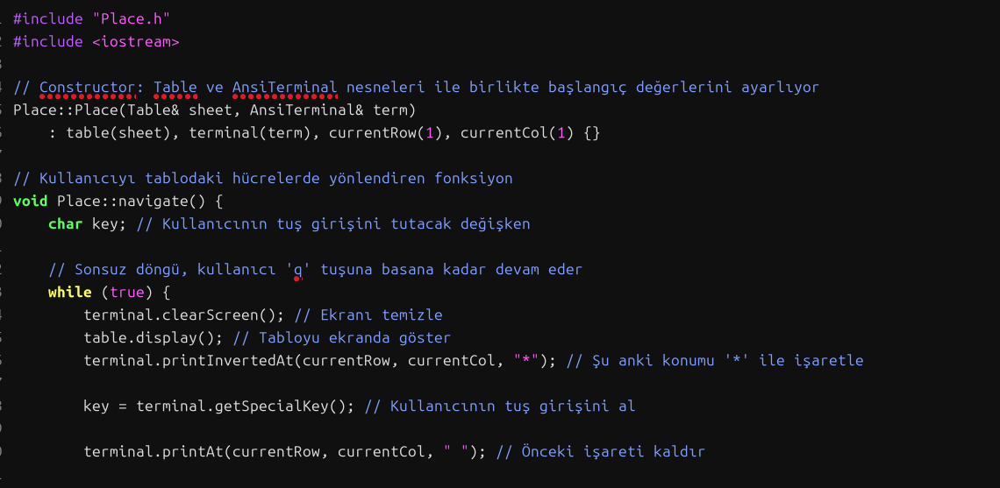 #include "Place.h"
#include <iostream>
// Constructor: Table ve AnsiTerminal nesneleri ile birlikte başlangıç değerlerini ayarlıyor
Place::Place(Table& sheet, AnsiTerminal& term)
    : table(sheet), terminal(term), currentRow(1), currentCol(1) {}
// Kullanıcıyı tablodaki hücrelerde yönlendiren fonksiyon
void Place::navigate() {
    char key; // Kullanıcının tuş girişini tutacak değişken
    // Sonsuz döngü, kullanıcı 'q' tuşuna basana kadar devam eder
    while (true) {
        terminal.clearScreen(); // Ekranı temizle
        table.display(); // Tabloyu ekranda göster
        terminal.printInvertedAt(currentRow, currentCol, "*"); // Şu anki konumu '*' ile işaretle
        key = terminal.getSpecialKey(); // Kullanıcının tuş girişini al
        terminal.printAt(currentRow, currentCol, " "); // Önceki işareti kaldır